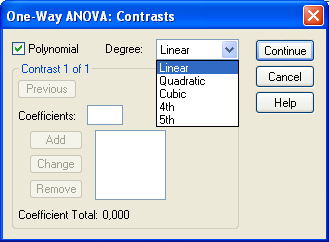 One-Way ANOVA: Contrasts
Polynomial Degree: Linear Continue
Contrast 1 of 1 Linear
Previous Quadratic Cancel
Cubic
Coefficients: 4th Help
5th
Add
Change
Remove
Coefficient Total: 0,000